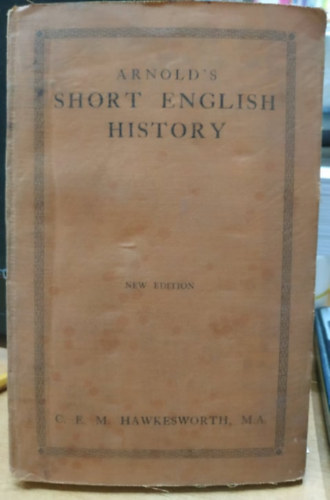 ARNOLD'S
SHORT ENGLISH
HISTORY
NEW EDITION
C. E. M. HAWKESWORTH, M.A.